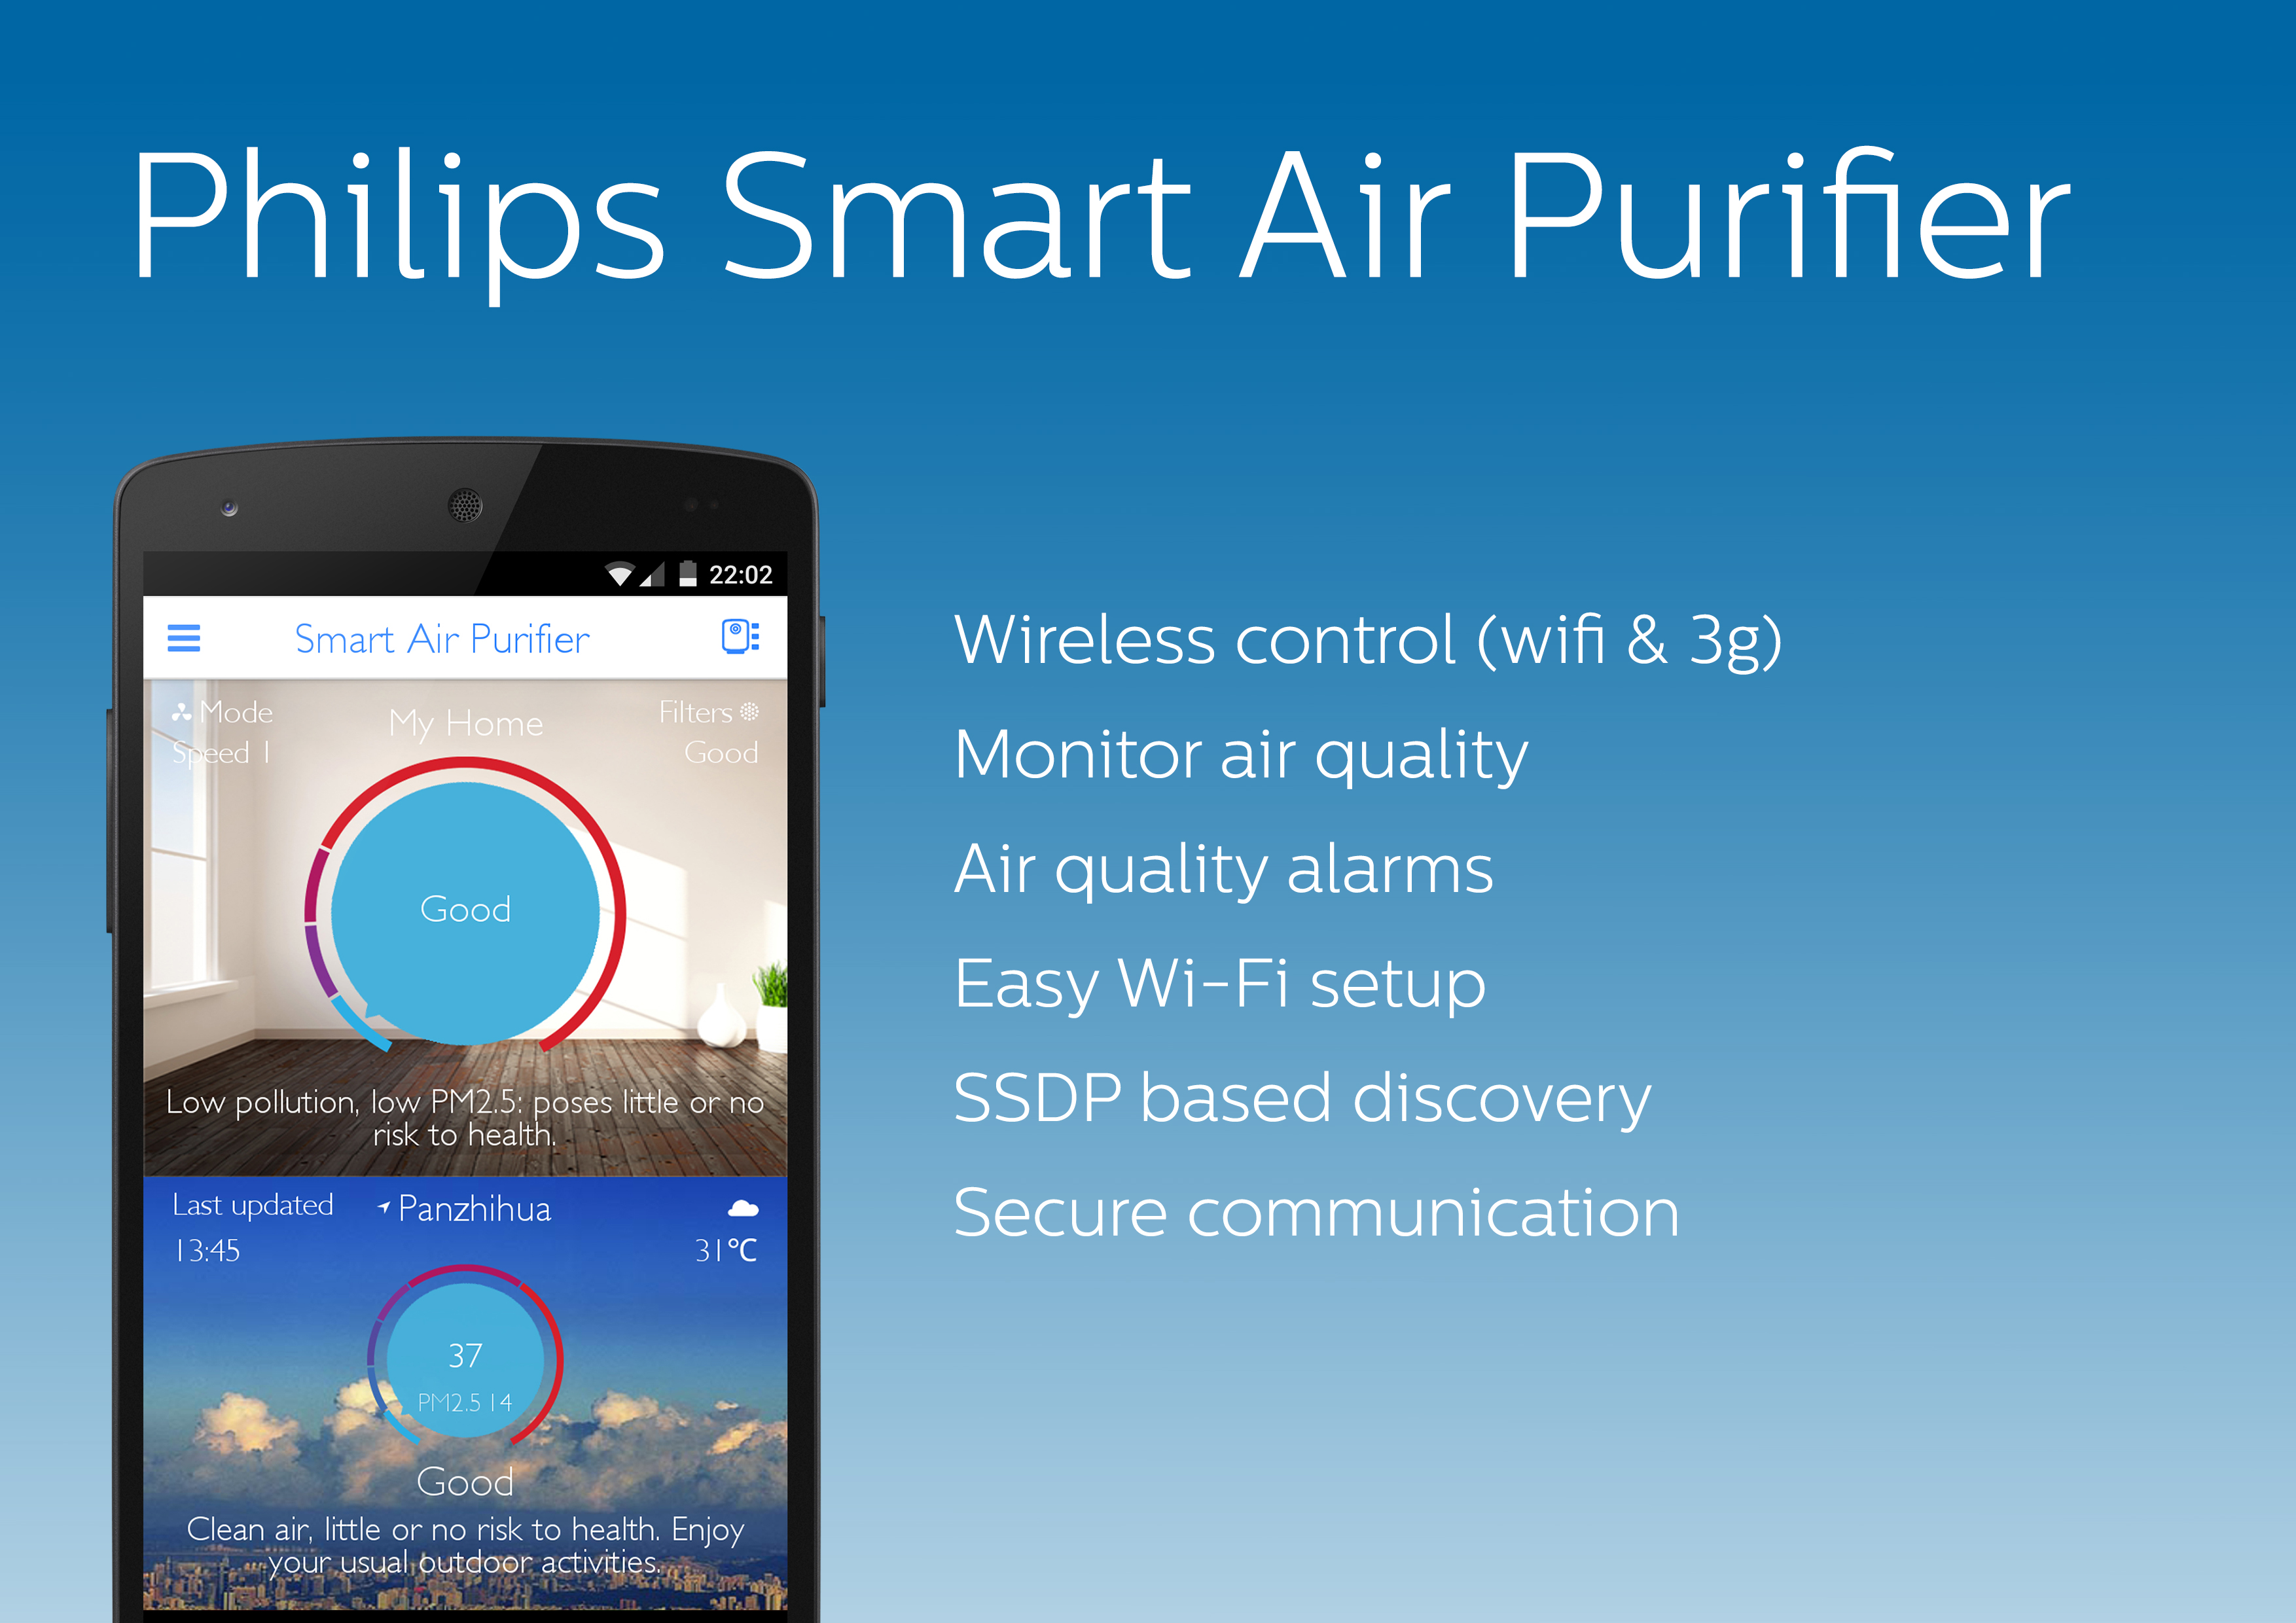 Philips Smart Air Purifier
22:02
Smart Air Purifier
Mode
Speed 1
My Home
Filters
Good
Good
Low pollution, low PM2.5: poses little or no
risk to health.
Last updated
13:45
Panzhihua
31°C
37
PM2.5 14
Good
Clean air, little or no risk to health. Enjoy
your usual outdoor activities.
Wireless control (wifi & 3g)
Monitor air quality
Air quality alarms
Easy Wi-Fi setup
SSDP based discovery
Secure communication